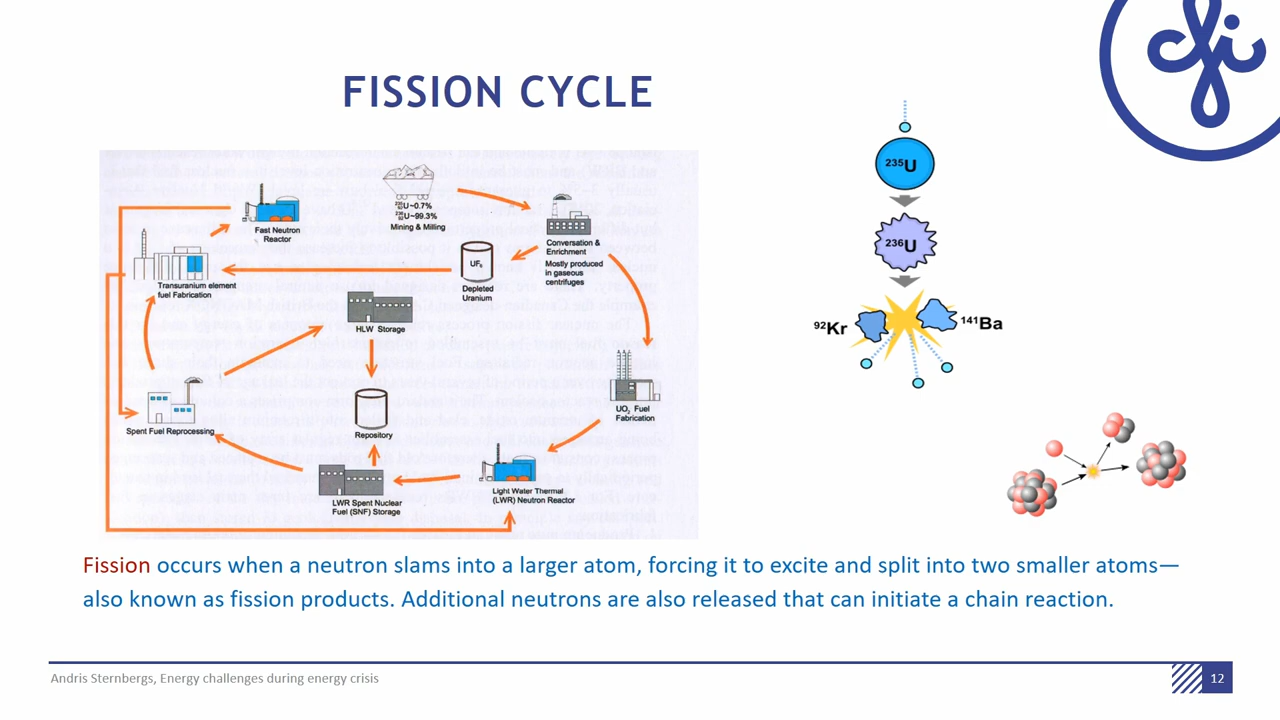 FISSION CYCLE
²³⁵₉₂U~0.7%
²³⁸₉₂U~99.3%
Mining & Milling
Conversation &
Enrichment
Mostly produced
in gaseous
centrifuges
Fast Neutron
Reactor
UF₆
Depleted
Uranium
Transuranium element
fuel Fabrication
HLW Storage
UO₂ Fuel
Fabrication
Repository
Spent Fuel Reprocessing
LWR Spent Nuclear
Fuel (SNF) Storage
Light Water Thermal
(LWR) Neutron Reactor
²³⁵U
²³⁶U
⁹²Kr
¹⁴¹Ba
Fission occurs when a neutron slams into a larger atom, forcing it to excite and split into two smaller atoms—
also known as fission products. Additional neutrons are also released that can initiate a chain reaction.
Andris Sternbergs, Energy challenges during energy crisis
12